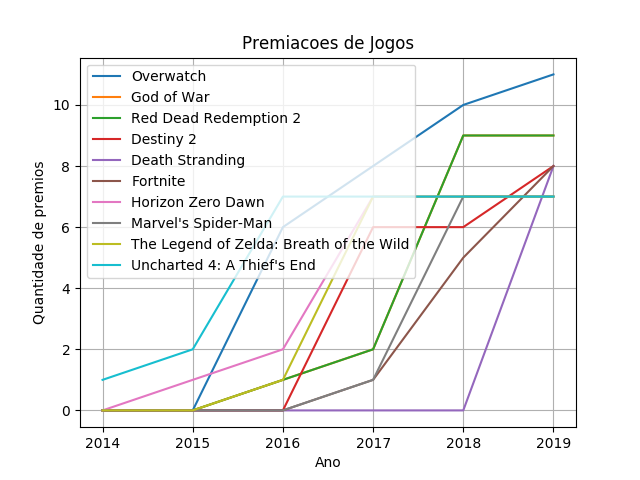 Premiacoes de Jogos
Overwatch
God of War
Red Dead Redemption 2
Destiny 2
Death Stranding
Fortnite
Horizon Zero Dawn
Marvel's Spider-Man
The Legend of Zelda: Breath of the Wild
Uncharted 4: A Thief's End
Quantidade de premios
10
8
6
4
2
0
2014 2015 2016 2017 2018 2019
Ano